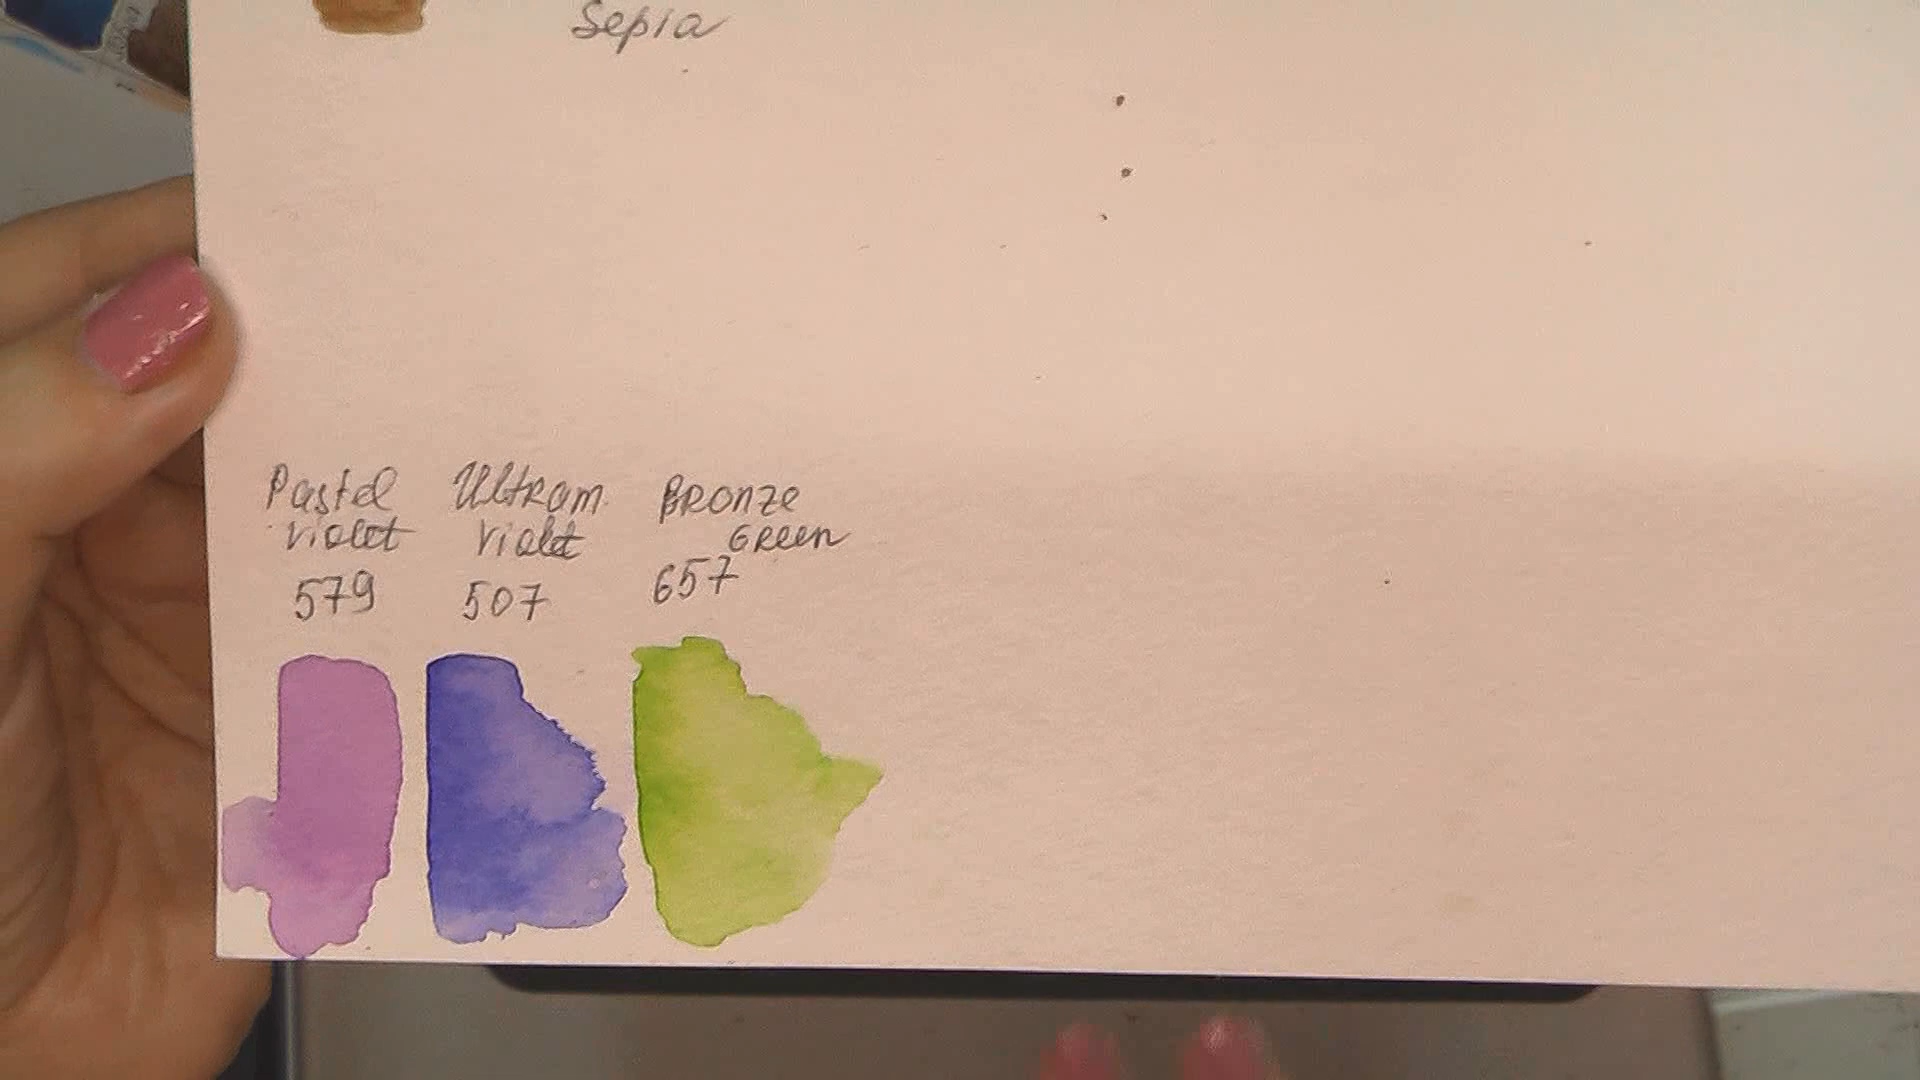 Sepia
Pastel
violet
579
Ultram.
violet
507
Bronze
Green
657